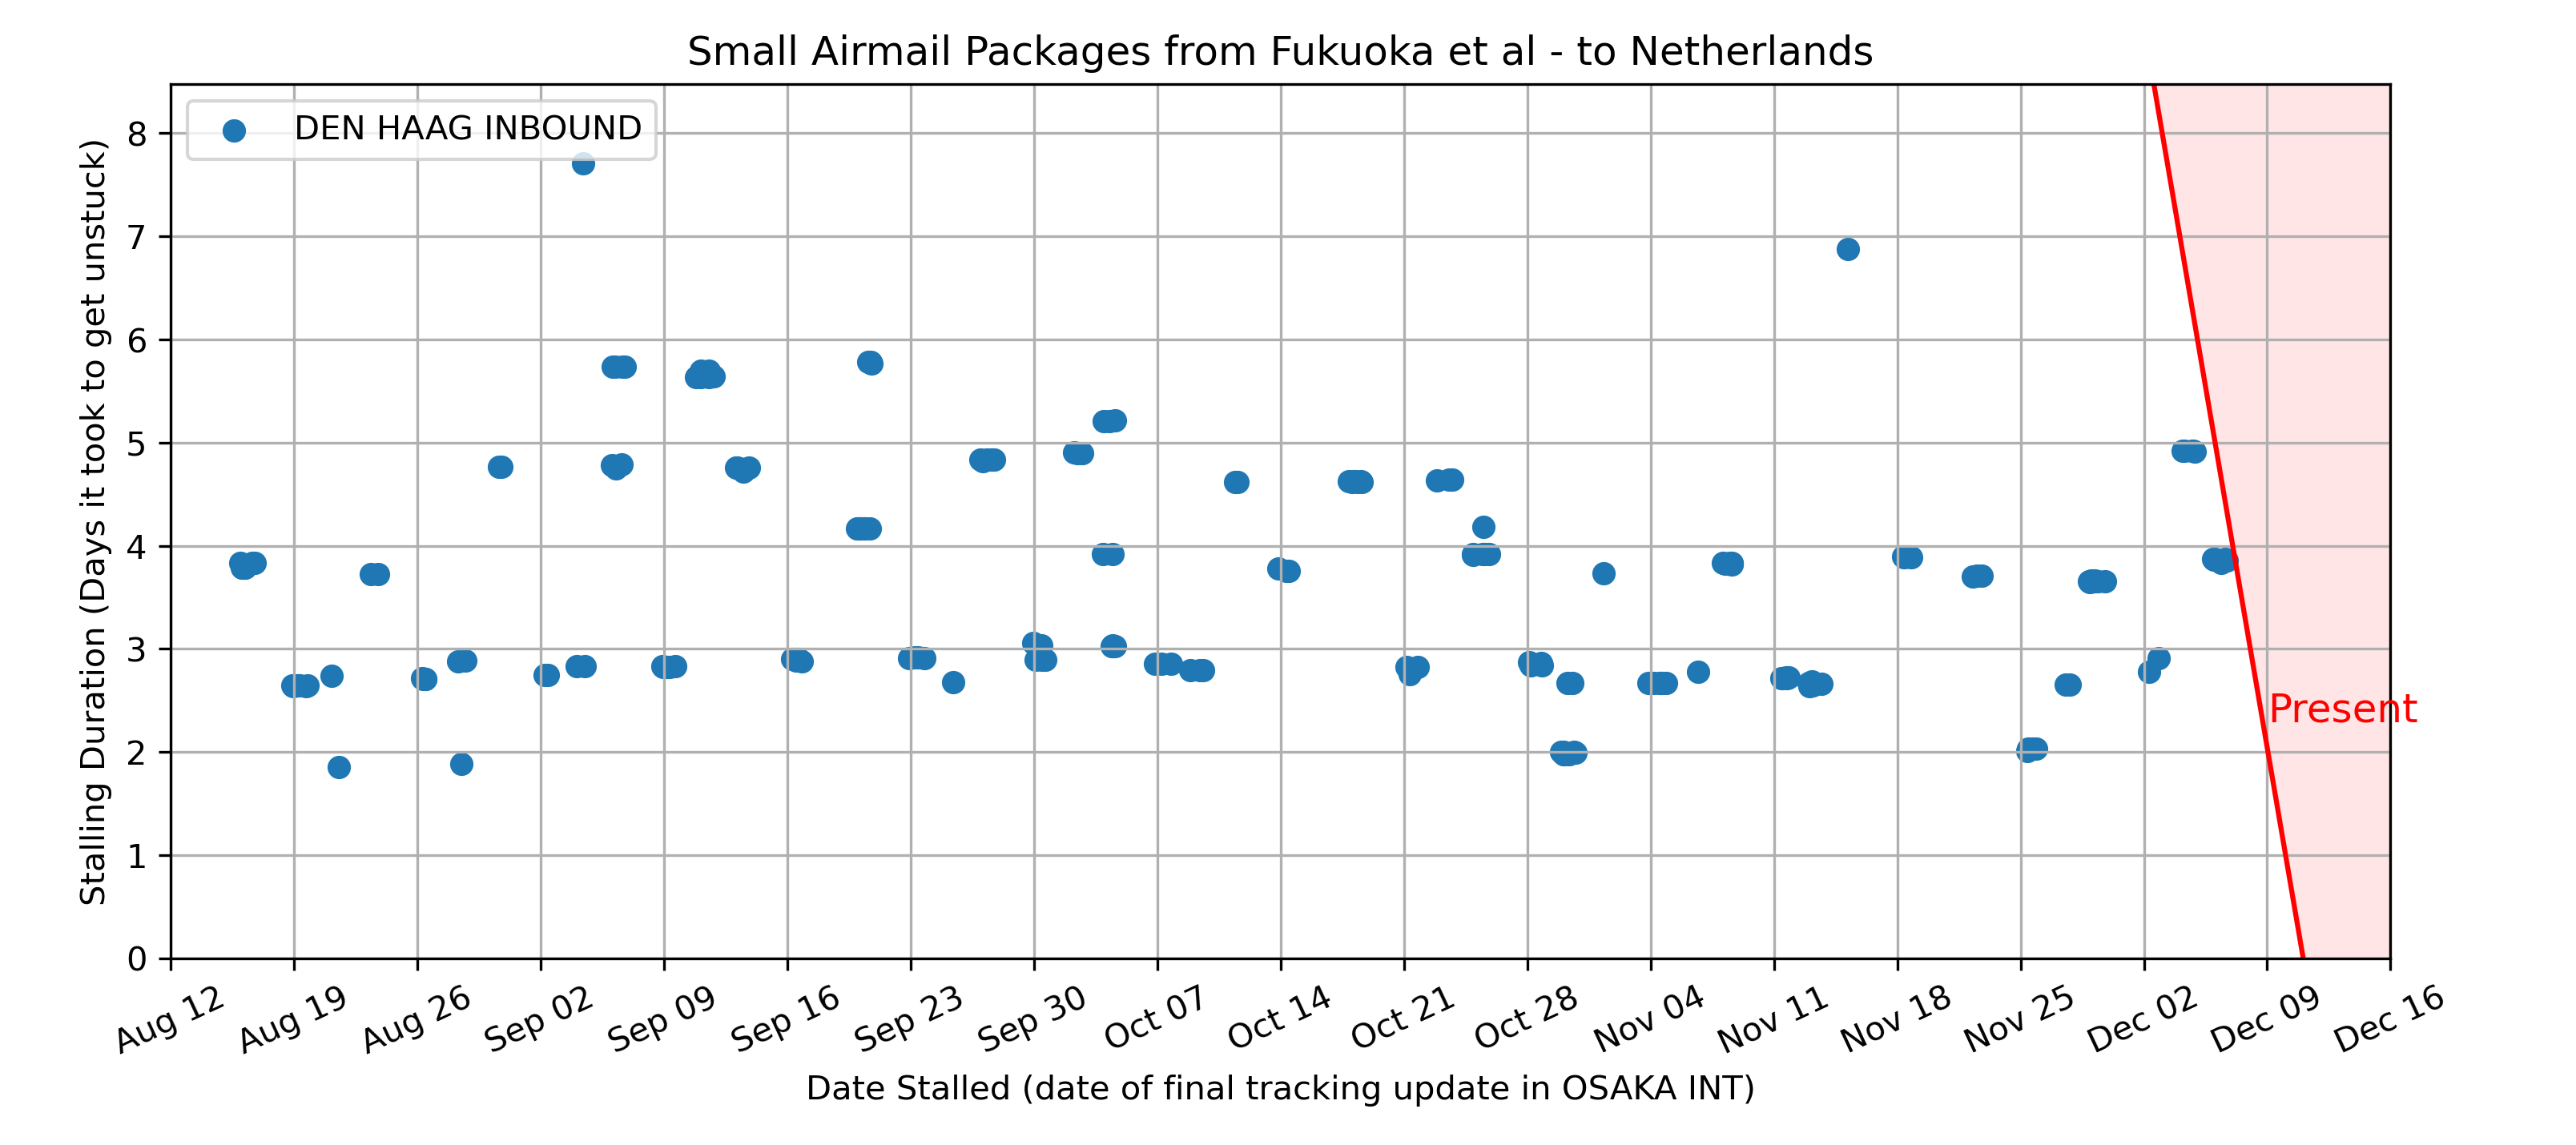 Small Airmail Packages from Fukuoka et al - to Netherlands
DEN HAAG INBOUND
Stalling Duration (Days it took to get unstuck)
8
7
6
5
4
3
2
1
0
Present
Aug 12
Aug 19
Aug 26
Sep 02
Sep 09
Sep 16
Sep 23
Sep 30
Oct 07
Oct 14
Oct 21
Oct 28
Nov 04
Nov 11
Nov 18
Nov 25
Dec 02
Dec 09
Dec 16
Date Stalled (date of final tracking update in OSAKA INT)